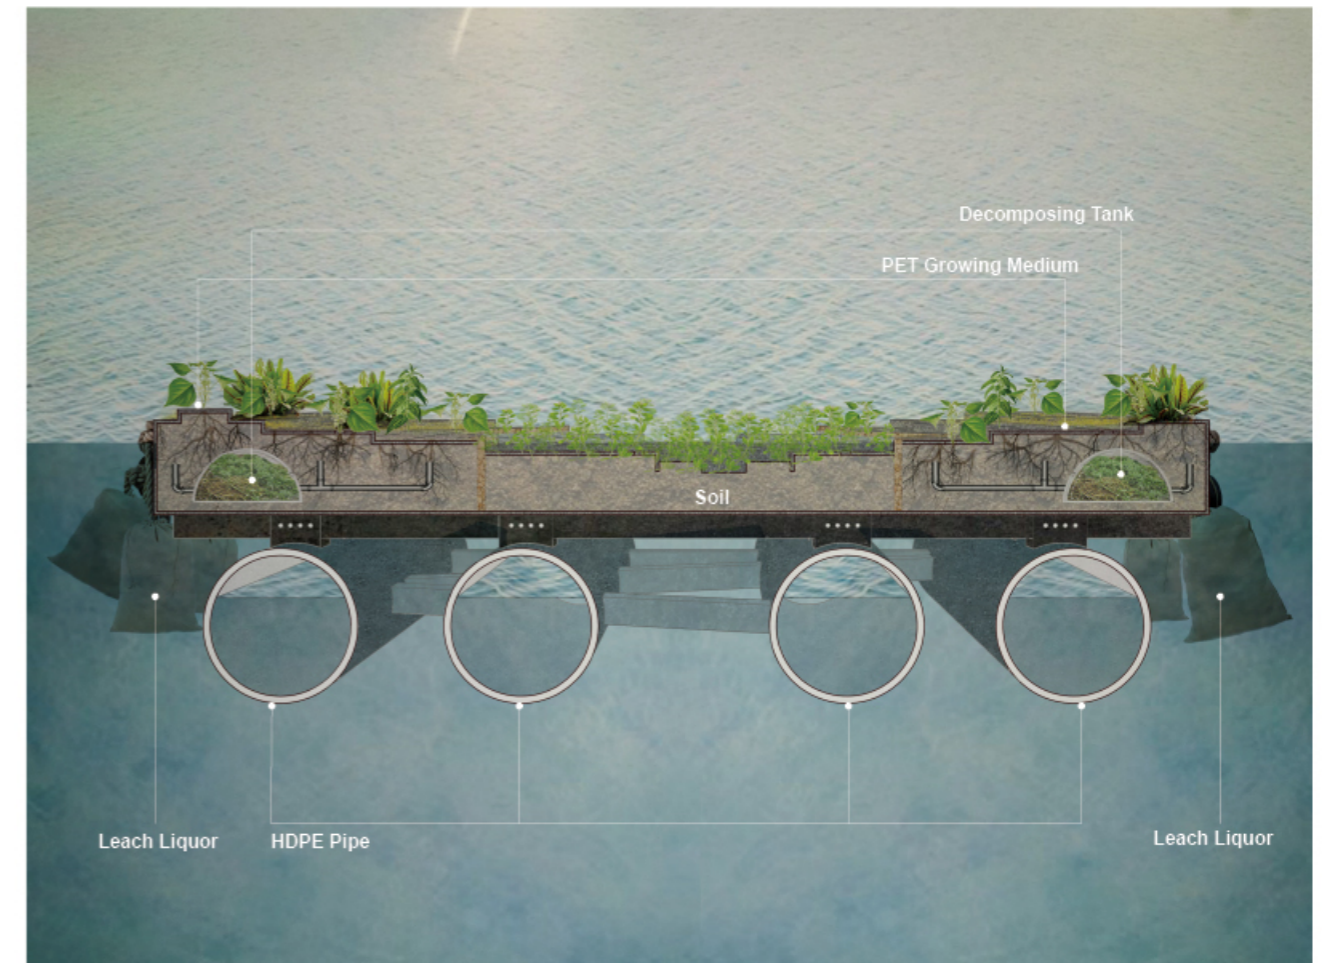 Decomposing Tank
PET Growing Medium
Soil
Leach Liquor
HDPE Pipe
Leach Liquor